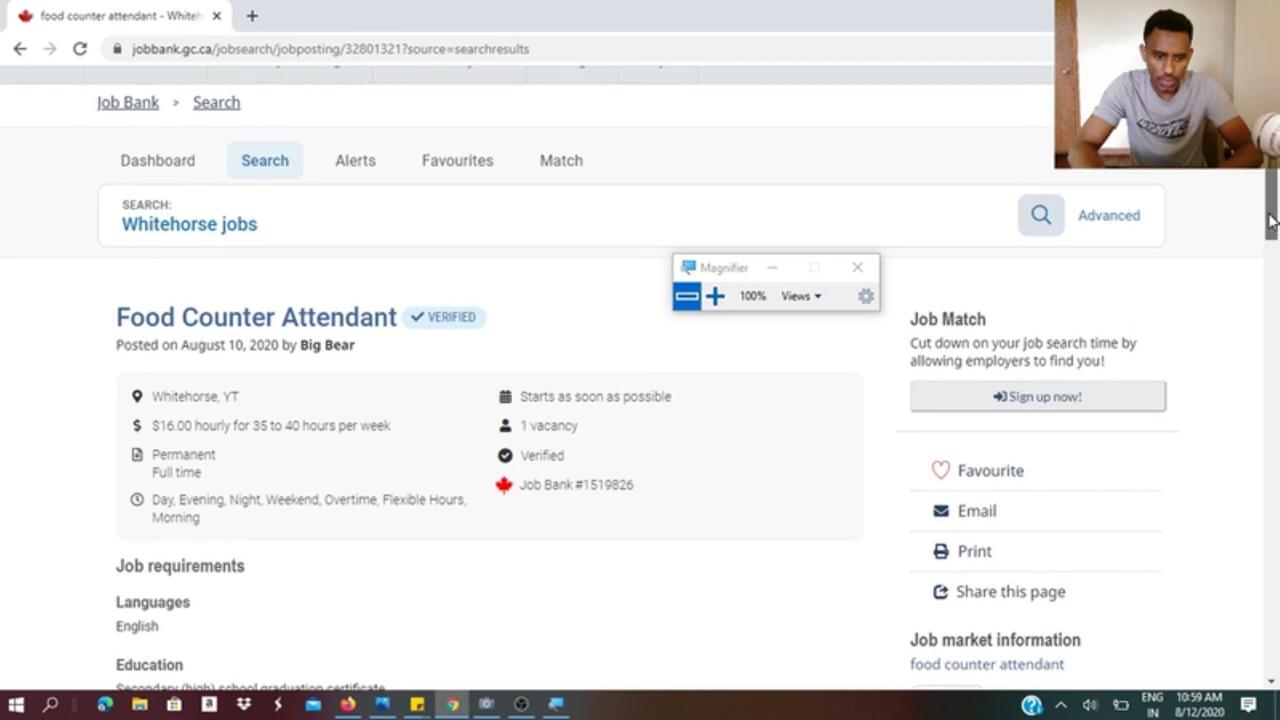 food counter attendant - Whiteh
jobbank.gc.ca/jobsearch/jobposting/32801321?source=searchresults
Job Bank > Search
Dashboard Search Alerts Favourites Match
SEARCH:
Whitehorse jobs
Advanced
Magnifier
100% Views
Food Counter Attendant VERIFIED
Posted on August 10, 2020 by Big Bear
Whitehorse, YT
$16.00 hourly for 35 to 40 hours per week
Permanent
Full time
Day, Evening, Night, Weekend, Overtime, Flexible Hours,
Morning
Starts as soon as possible
1 vacancy
Verified
Job Bank #1519826
Job requirements
Languages
English
Education
Secondary (high) school graduation certificate
Job Match
Cut down on your job search time by
allowing employers to find you!
Sign up now!
Favourite
Email
Print
Share this page
Job market information
food counter attendant
ENG
IN
10:59 AM
8/12/2020